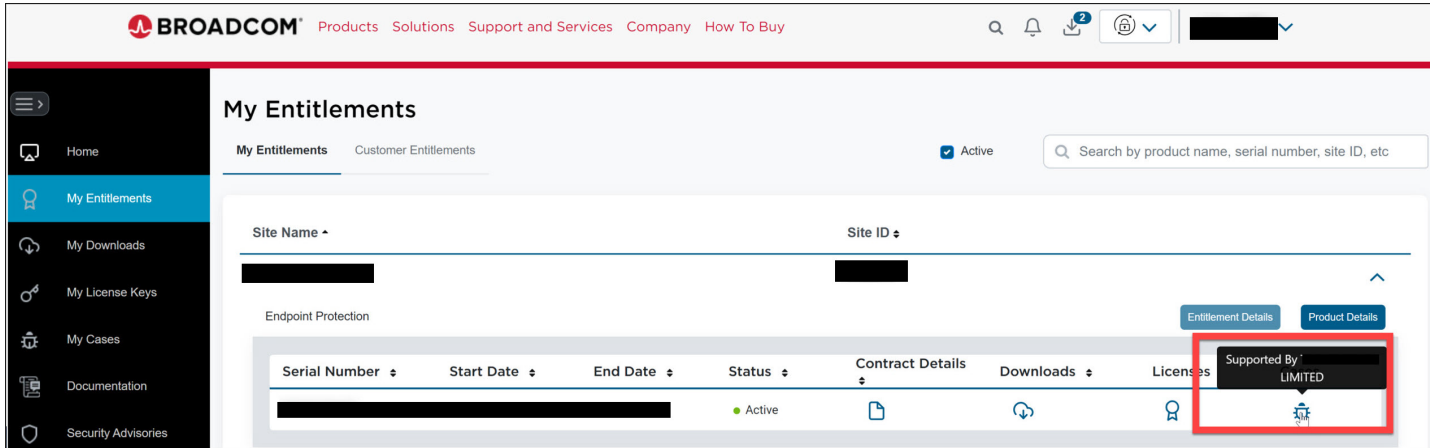 BROADCOM® Products Solutions Support and Services Company How To Buy 2
My Entitlements
Home
My Entitlements Customer Entitlements Active Search by product name, serial number, site ID, etc
My Entitlements
Site Name Site ID
My Downloads
My License Keys
Endpoint Protection Entitlement Details Product Details
My Cases
Supported By
LIMITED
Serial Number Start Date End Date Status Contract Details Downloads Licenses
Documentation
Active
Security Advisories